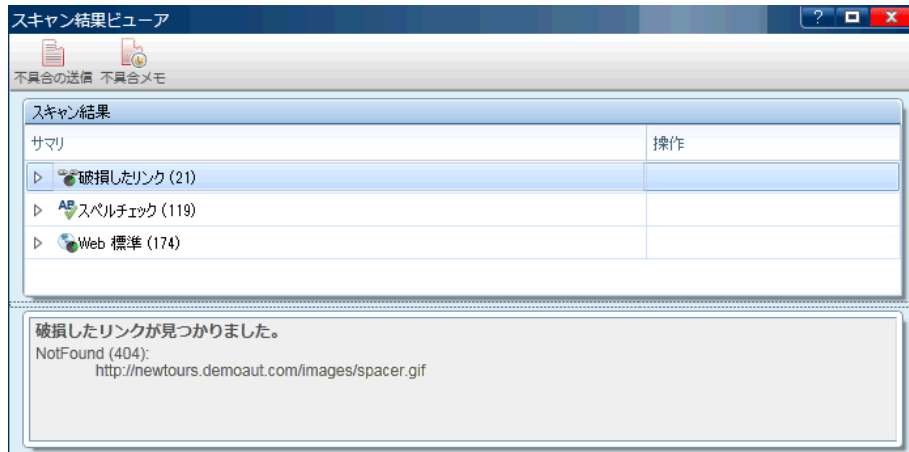 スキャン結果ビューア
?
X
不具合の送信 不具合メモ
スキャン結果
サマリ 操作
破損したリンク (21)
ABスペルチェック (119)
Web 標準 (174)
破損したリンクが見つかりました。
NotFound (404):
http://newtours.demoaut.com/images/spacer.gif